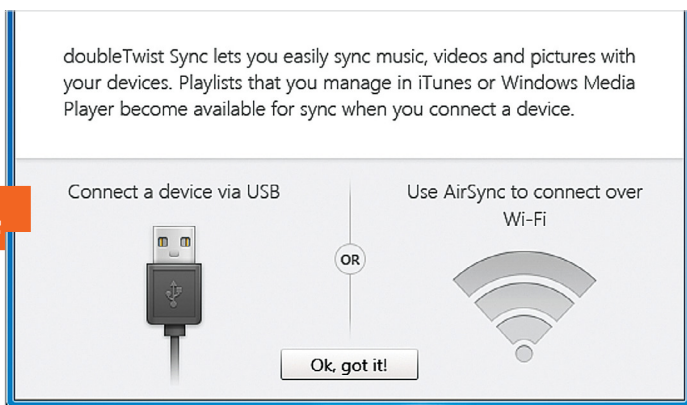 doubleTwist Sync lets you easily sync music, videos and pictures with
your devices. Playlists that you manage in iTunes or Windows Media
Player become available for sync when you connect a device.
Connect a device via USB
Use AirSync to connect over
Wi-Fi
OR
Ok, got it!